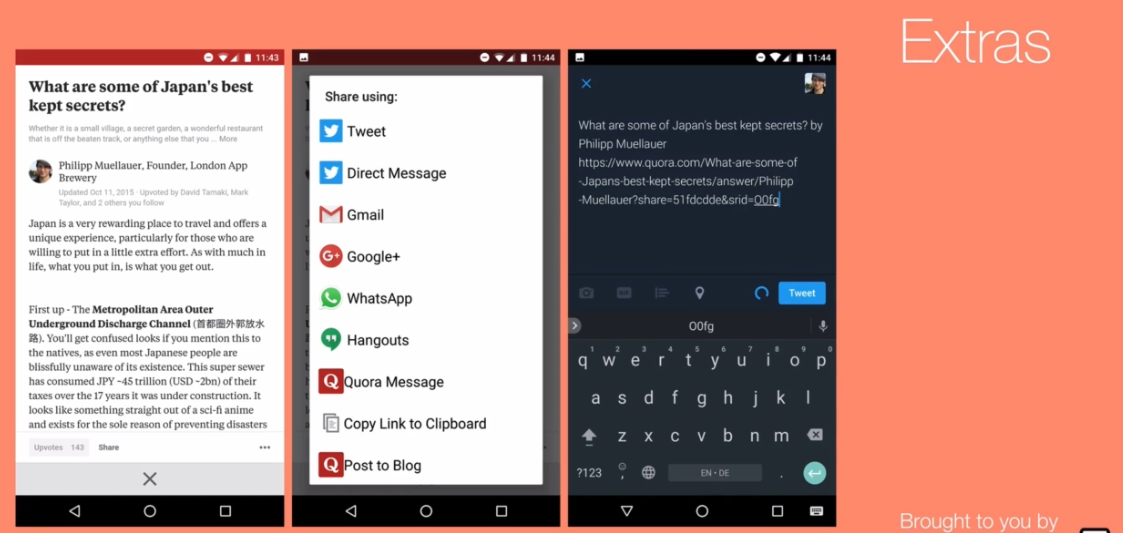 Extras
11:43
What are some of Japan's best
kept secrets?
Whether it is a small village, a secret garden, a wonderful restaurant
that is off the beaten track, or anything else that you ... More
Philipp Muellauer, Founder, London App
Brewery
Updated Oct 11, 2015 · Upvoted by David Tamaki, Mark
Taylor, and 2 others you follow
Japan is a very rewarding place to travel and offers a
unique experience, particularly for those who are
willing to put in a little extra effort. As with much in
life, what you put in, is what you get out.
First up - The Metropolitan Area Outer
Underground Discharge Channel (首都圏外郭放水
路). You'll get confused looks if you mention this to
the natives, as even most Japanese people are
blissfully unaware of its existence. This super sewer
has consumed JPY ~45 trillion (USD ~2bn) of their
taxes over the 17 years it was under construction. It
looks like something straight out of a sci-fi anime
and exists for the sole reason of preventing disasters
Upvotes 143 Share
11:44
Share using:
Tweet
Direct Message
Gmail
G+ Google+
WhatsApp
Hangouts
Q Quora Message
Copy Link to Clipboard
Q Post to Blog
11:44
What are some of Japan's best kept secrets? by
Philipp Muellauer
https://www.quora.com/What-are-some-of
-Japans-best-kept-secrets/answer/Philipp
-Muellauer?share=51fdcdde&srid=O0fg
GIF Tweet
O0fg
1 2 3 4 5 6 7 8 9 0
q w e r t y u i o p
a s d f g h j k l
z x c v b n m
?123 , EN • DE .
Brought to you by